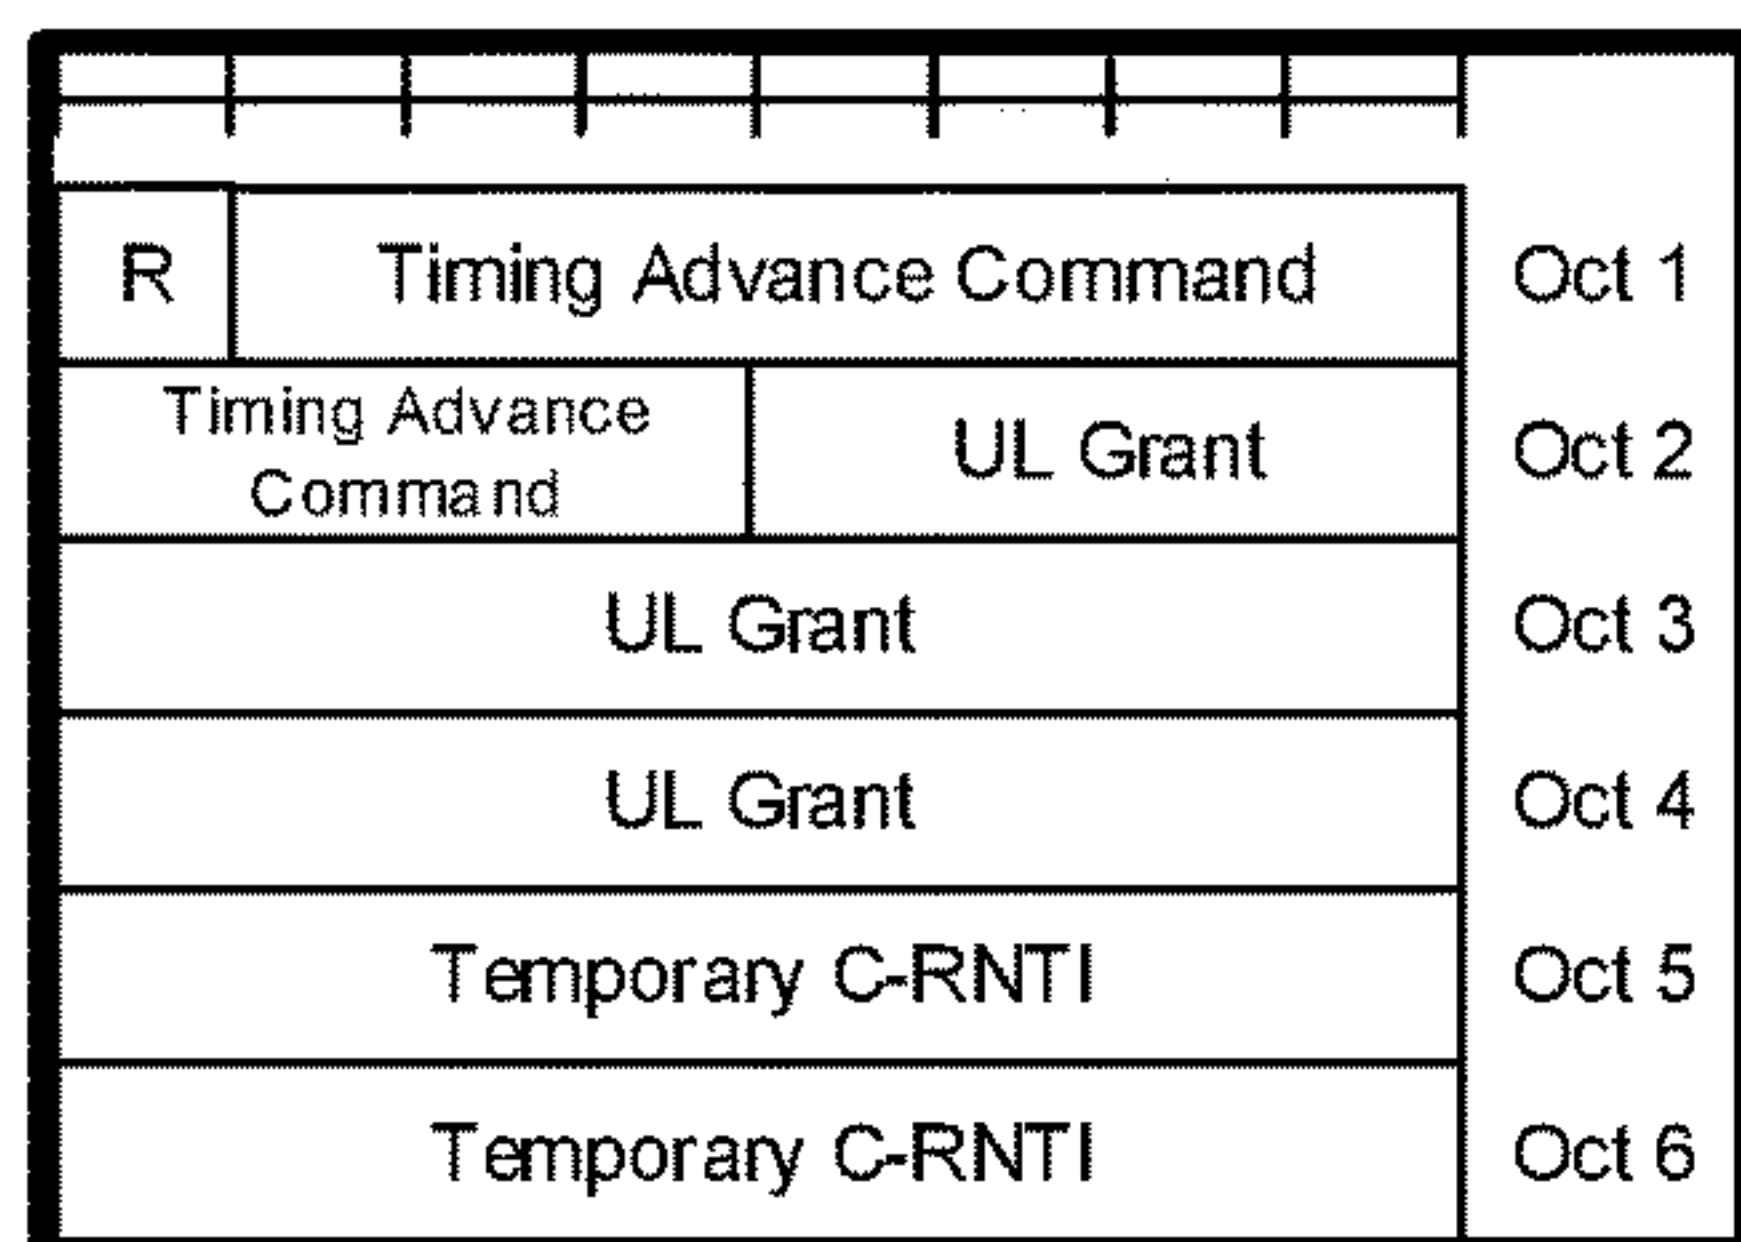 R Timing Advance Command Oct 1
Timing Advance
Command
UL Grant Oct 2
UL Grant Oct 3
UL Grant Oct 4
Temporary C-RNTI Oct 5
Temporary C-RNTI Oct 6